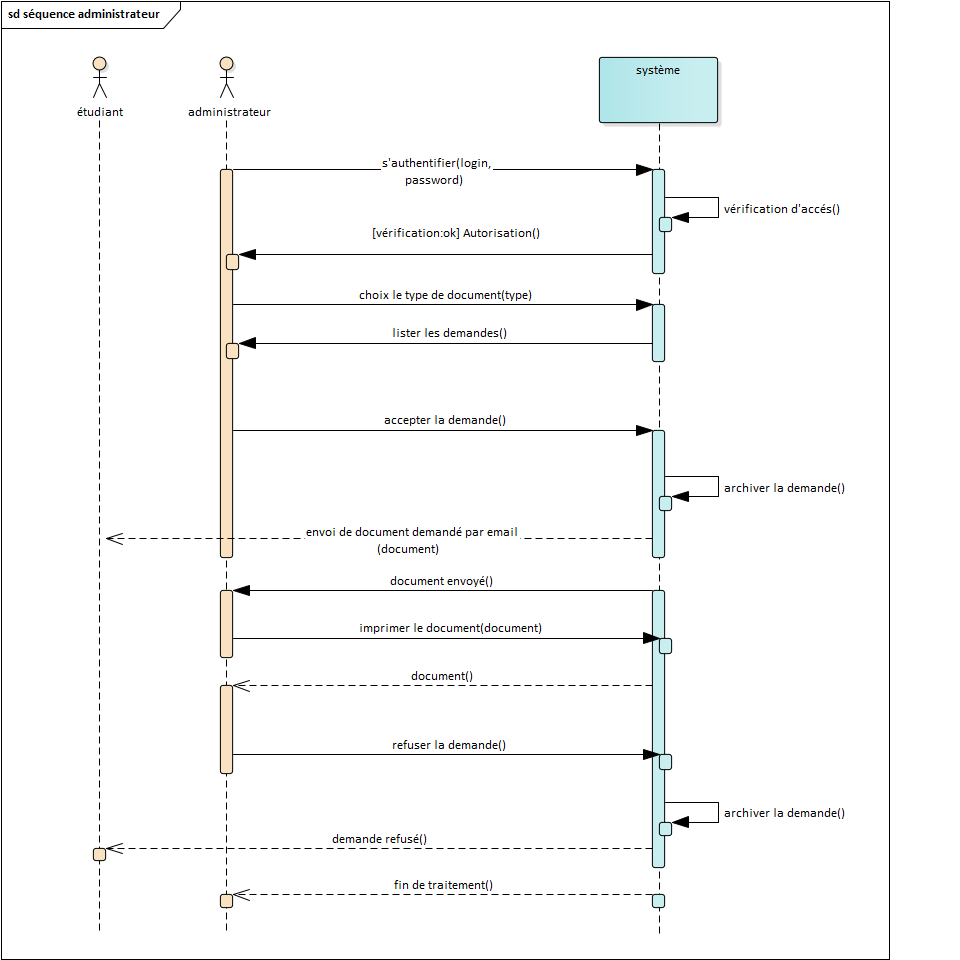 sd séquence administrateur
étudiant
administrateur
système
s'authentifier(login,
password)
vérification d'accés()
[vérification:ok] Autorisation()
choix le type de document(type)
lister les demandes()
accepter la demande()
archiver la demande()
envoi de document demandé par email
(document)
document envoyé()
imprimer le document(document)
document()
refuser la demande()
archiver la demande()
demande refusé()
fin de traitement()